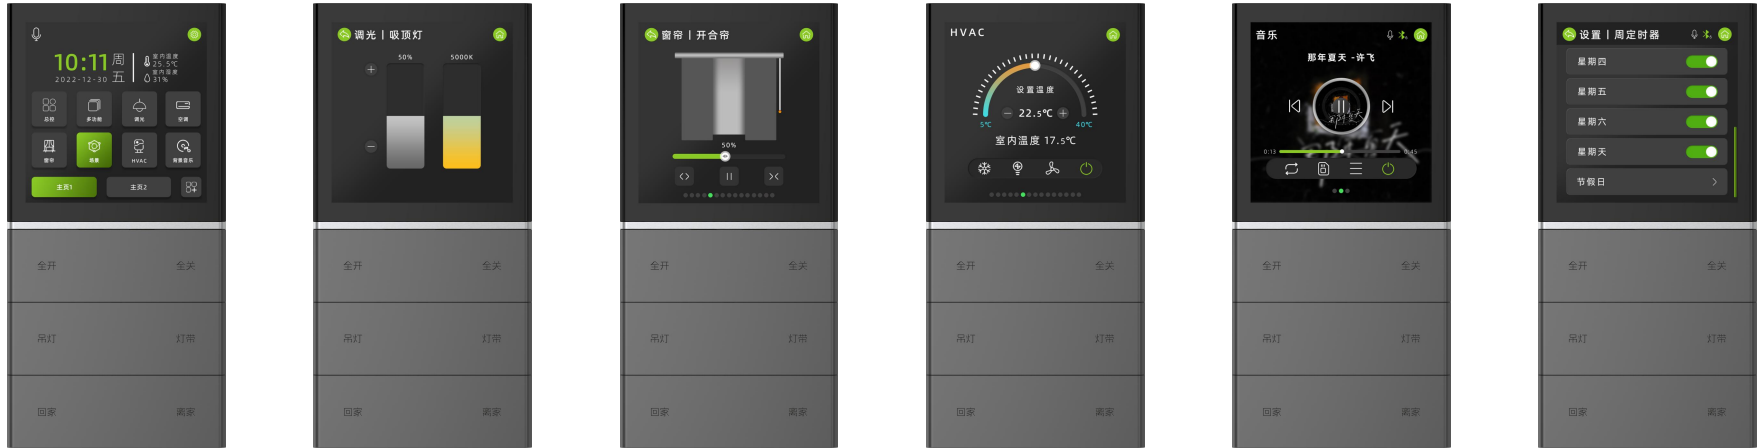 10:11 周五
2022-12-30
室内温度
25.5℃
室内湿度
31%
总控 多功能 调光 空调
窗帘 场景 HVAC 背景音乐
主页1 主页2
全开 全关
吊灯 灯带
回家 离家
调光 | 吸顶灯
50% 5000K
全开 全关
吊灯 灯带
回家 离家
窗帘 | 开合帘
50%
全开 全关
吊灯 灯带
回家 离家
HVAC
设置温度
22.5℃
5℃ 40℃
室内温度 17.5℃
全开 全关
吊灯 灯带
回家 离家
音乐
那年夏天 -许飞
0:13 0:45
全开 全关
吊灯 灯带
回家 离家
设置 | 周定时器
星期四
星期五
星期六
星期天
节假日
全开 全关
吊灯 灯带
回家 离家